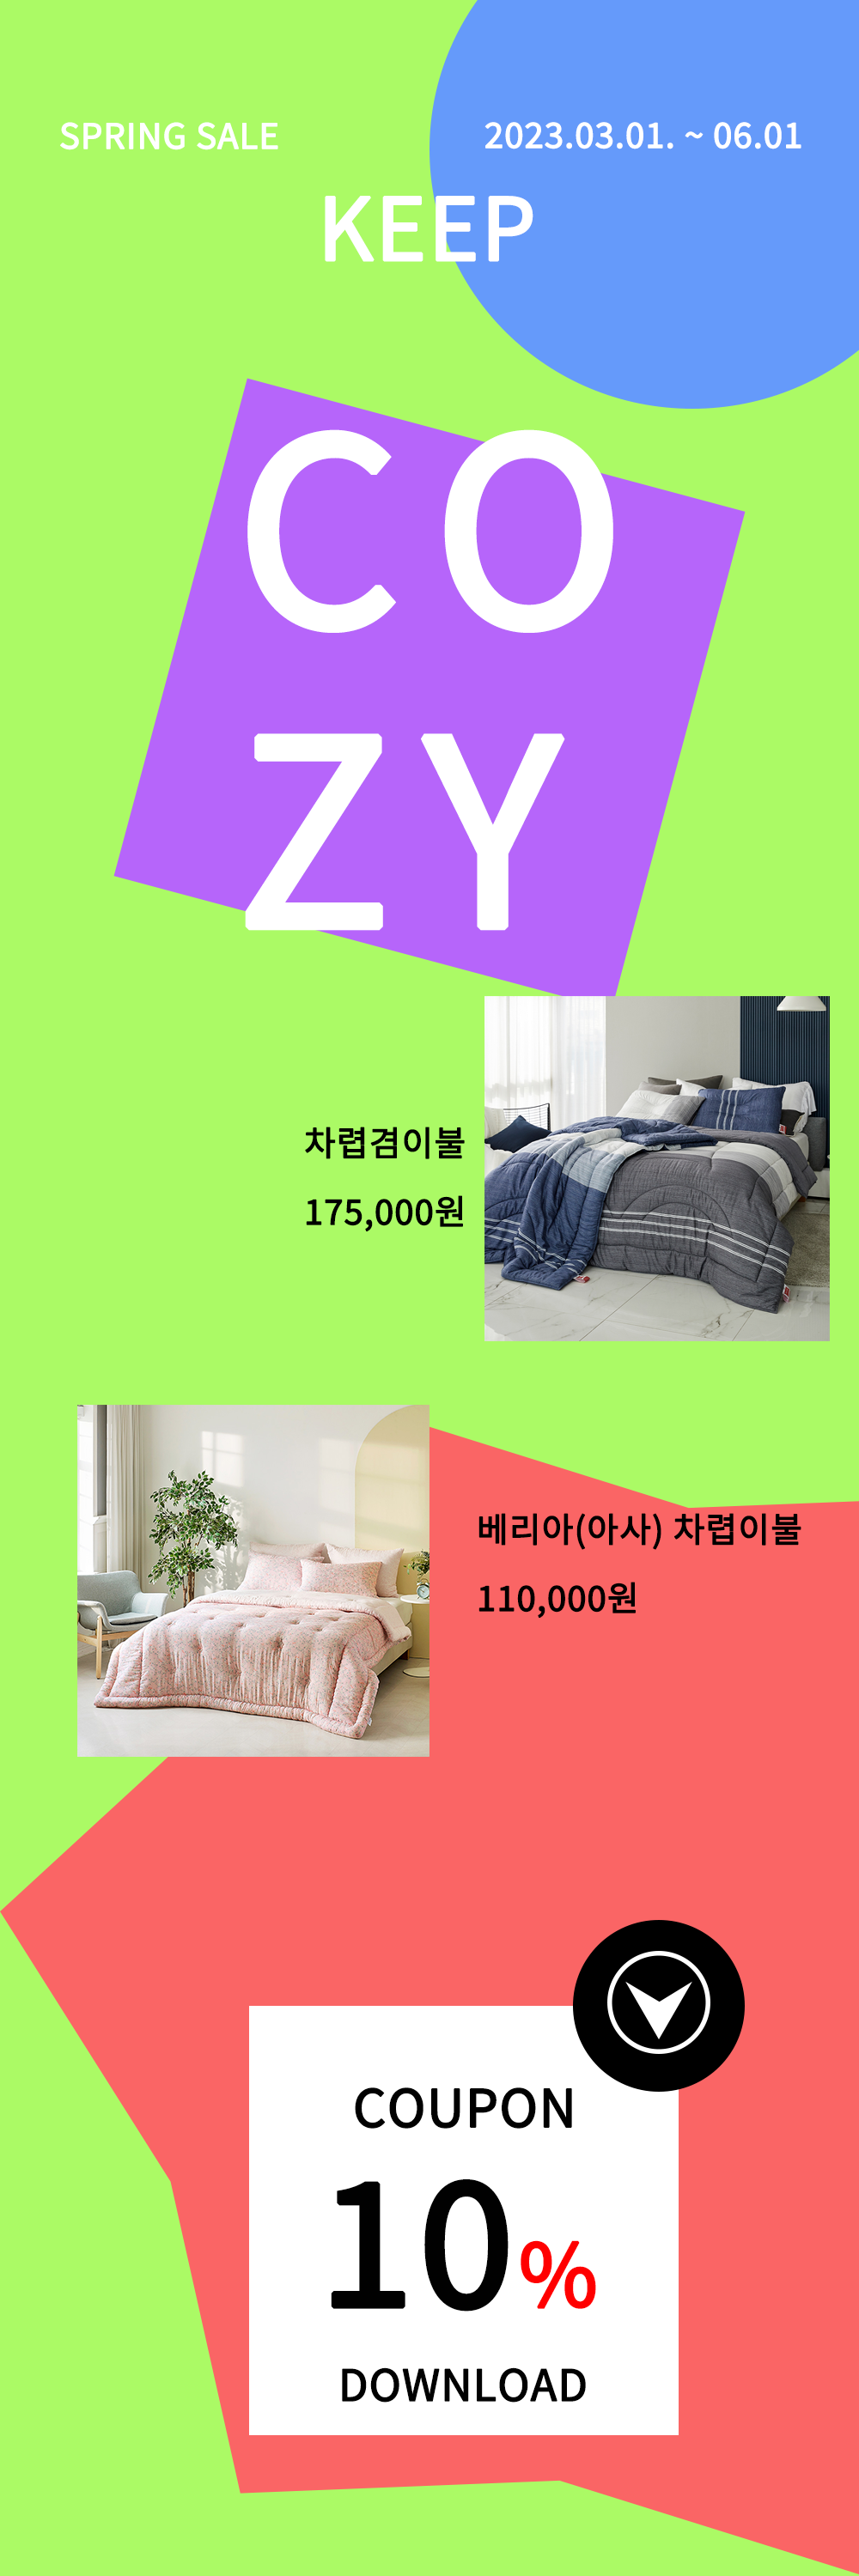 SPRING SALE
2023.03.01. ~ 06.01
KEEP
CO
ZY
차렵겸이불
175,000원
베리아(아사) 차렵이불
110,000원
COUPON
10%
DOWNLOAD